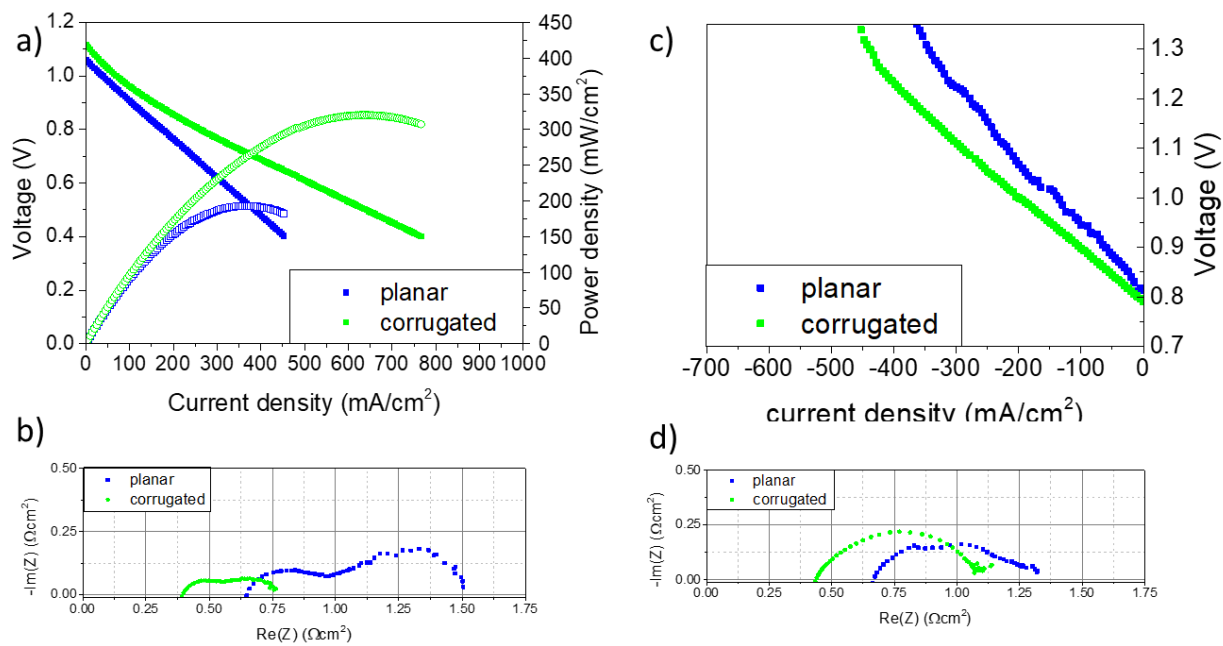 a)
1.2
1.0
0.8
0.6
0.4
0.2
0.0
Voltage (V)
450
400
350
300
250
200
150
100
50
0
Power density (mW/cm²)
planar
corrugated
0 100 200 300 400 500 600 700 800 900 1000
Current density (mA/cm²)
c)
1.3
1.2
1.1
1.0
0.9
0.8
0.7
Voltage (V)
planar
corrugated
-700 -600 -500 -400 -300 -200 -100 0
current density (mA/cm²)
b)
0.50
0.25
0.00
-Im(Z) (Ωcm²)
planar
corrugated
0.00 0.25 0.50 0.75 1.00 1.25 1.50 1.75
Re(Z) (Ωcm²)
d)
0.50
0.25
0.00
-Im(Z) (Ωcm²)
planar
corrugated
0.00 0.25 0.50 0.75 1.00 1.25 1.50 1.75
Re(Z) (Ωcm²)